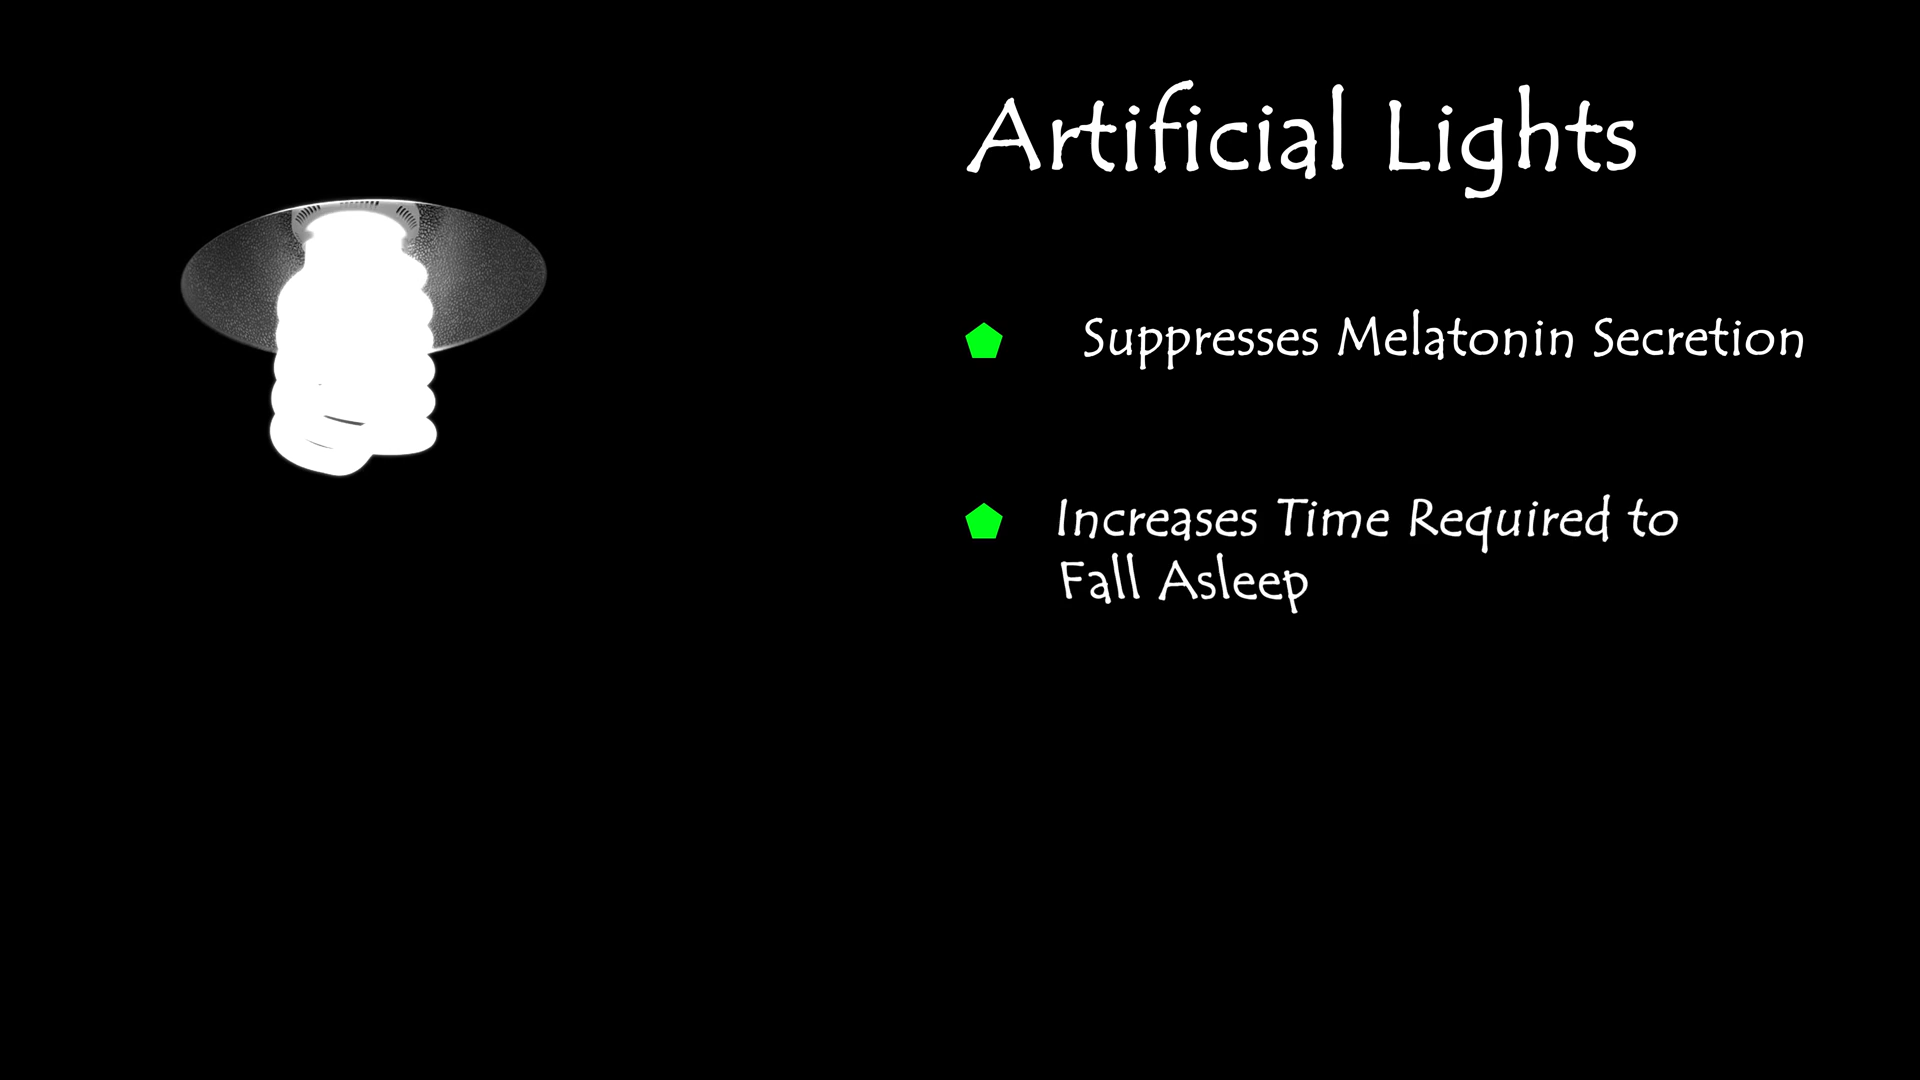 Artificial Lights
Suppresses Melatonin Secretion
Increases Time Required to
Fall Asleep